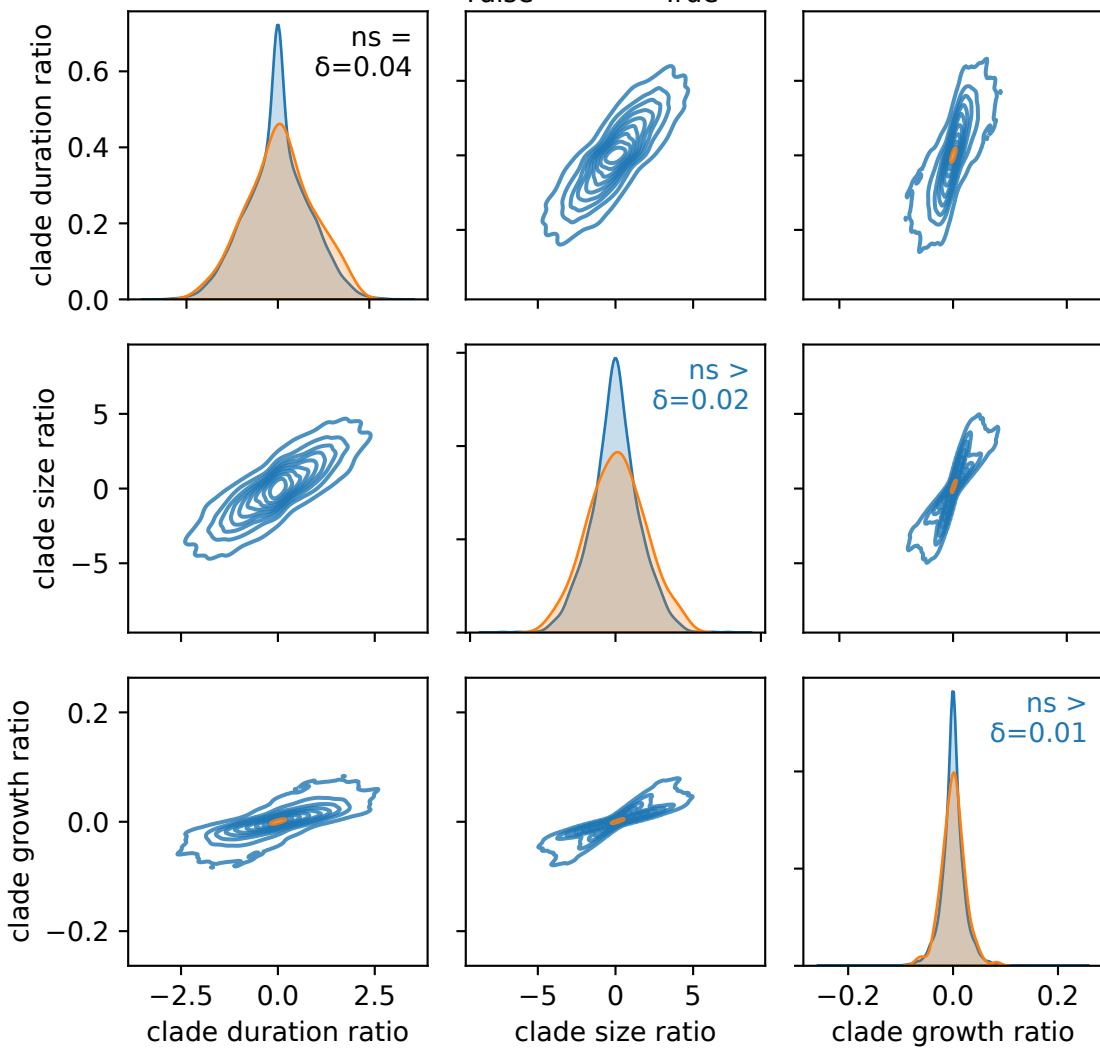 clade duration ratio
0.6
0.4
0.2
0.0
ns =
δ=0.04
clade size ratio
5
0
−5
ns >
δ=0.02
clade growth ratio
0.2
0.0
−0.2
ns >
δ=0.01
−2.5 0.0 2.5
−5 0 5
−0.2 0.0 0.2
clade duration ratio
clade size ratio
clade growth ratio